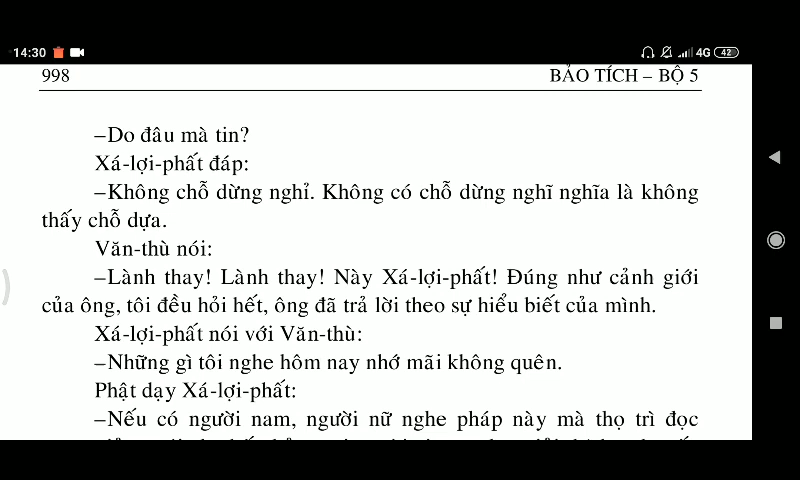 14:30
4G 42
998 BẢO TÍCH – BỘ 5
–Do đâu mà tin?
Xá-lợi-phất đáp:
–Không chỗ dừng nghỉ. Không có chỗ dừng nghĩ nghĩa là không
thấy chỗ dựa.
Văn-thù nói:
–Lành thay! Lành thay! Này Xá-lợi-phất! Đúng như cảnh giới
của ông, tôi đều hỏi hết, ông đã trả lời theo sự hiểu biết của mình.
Xá-lợi-phất nói với Văn-thù:
–Những gì tôi nghe hôm nay nhớ mãi không quên.
Phật dạy Xá-lợi-phất:
–Nếu có người nam, người nữ nghe pháp này mà thọ trì đọc